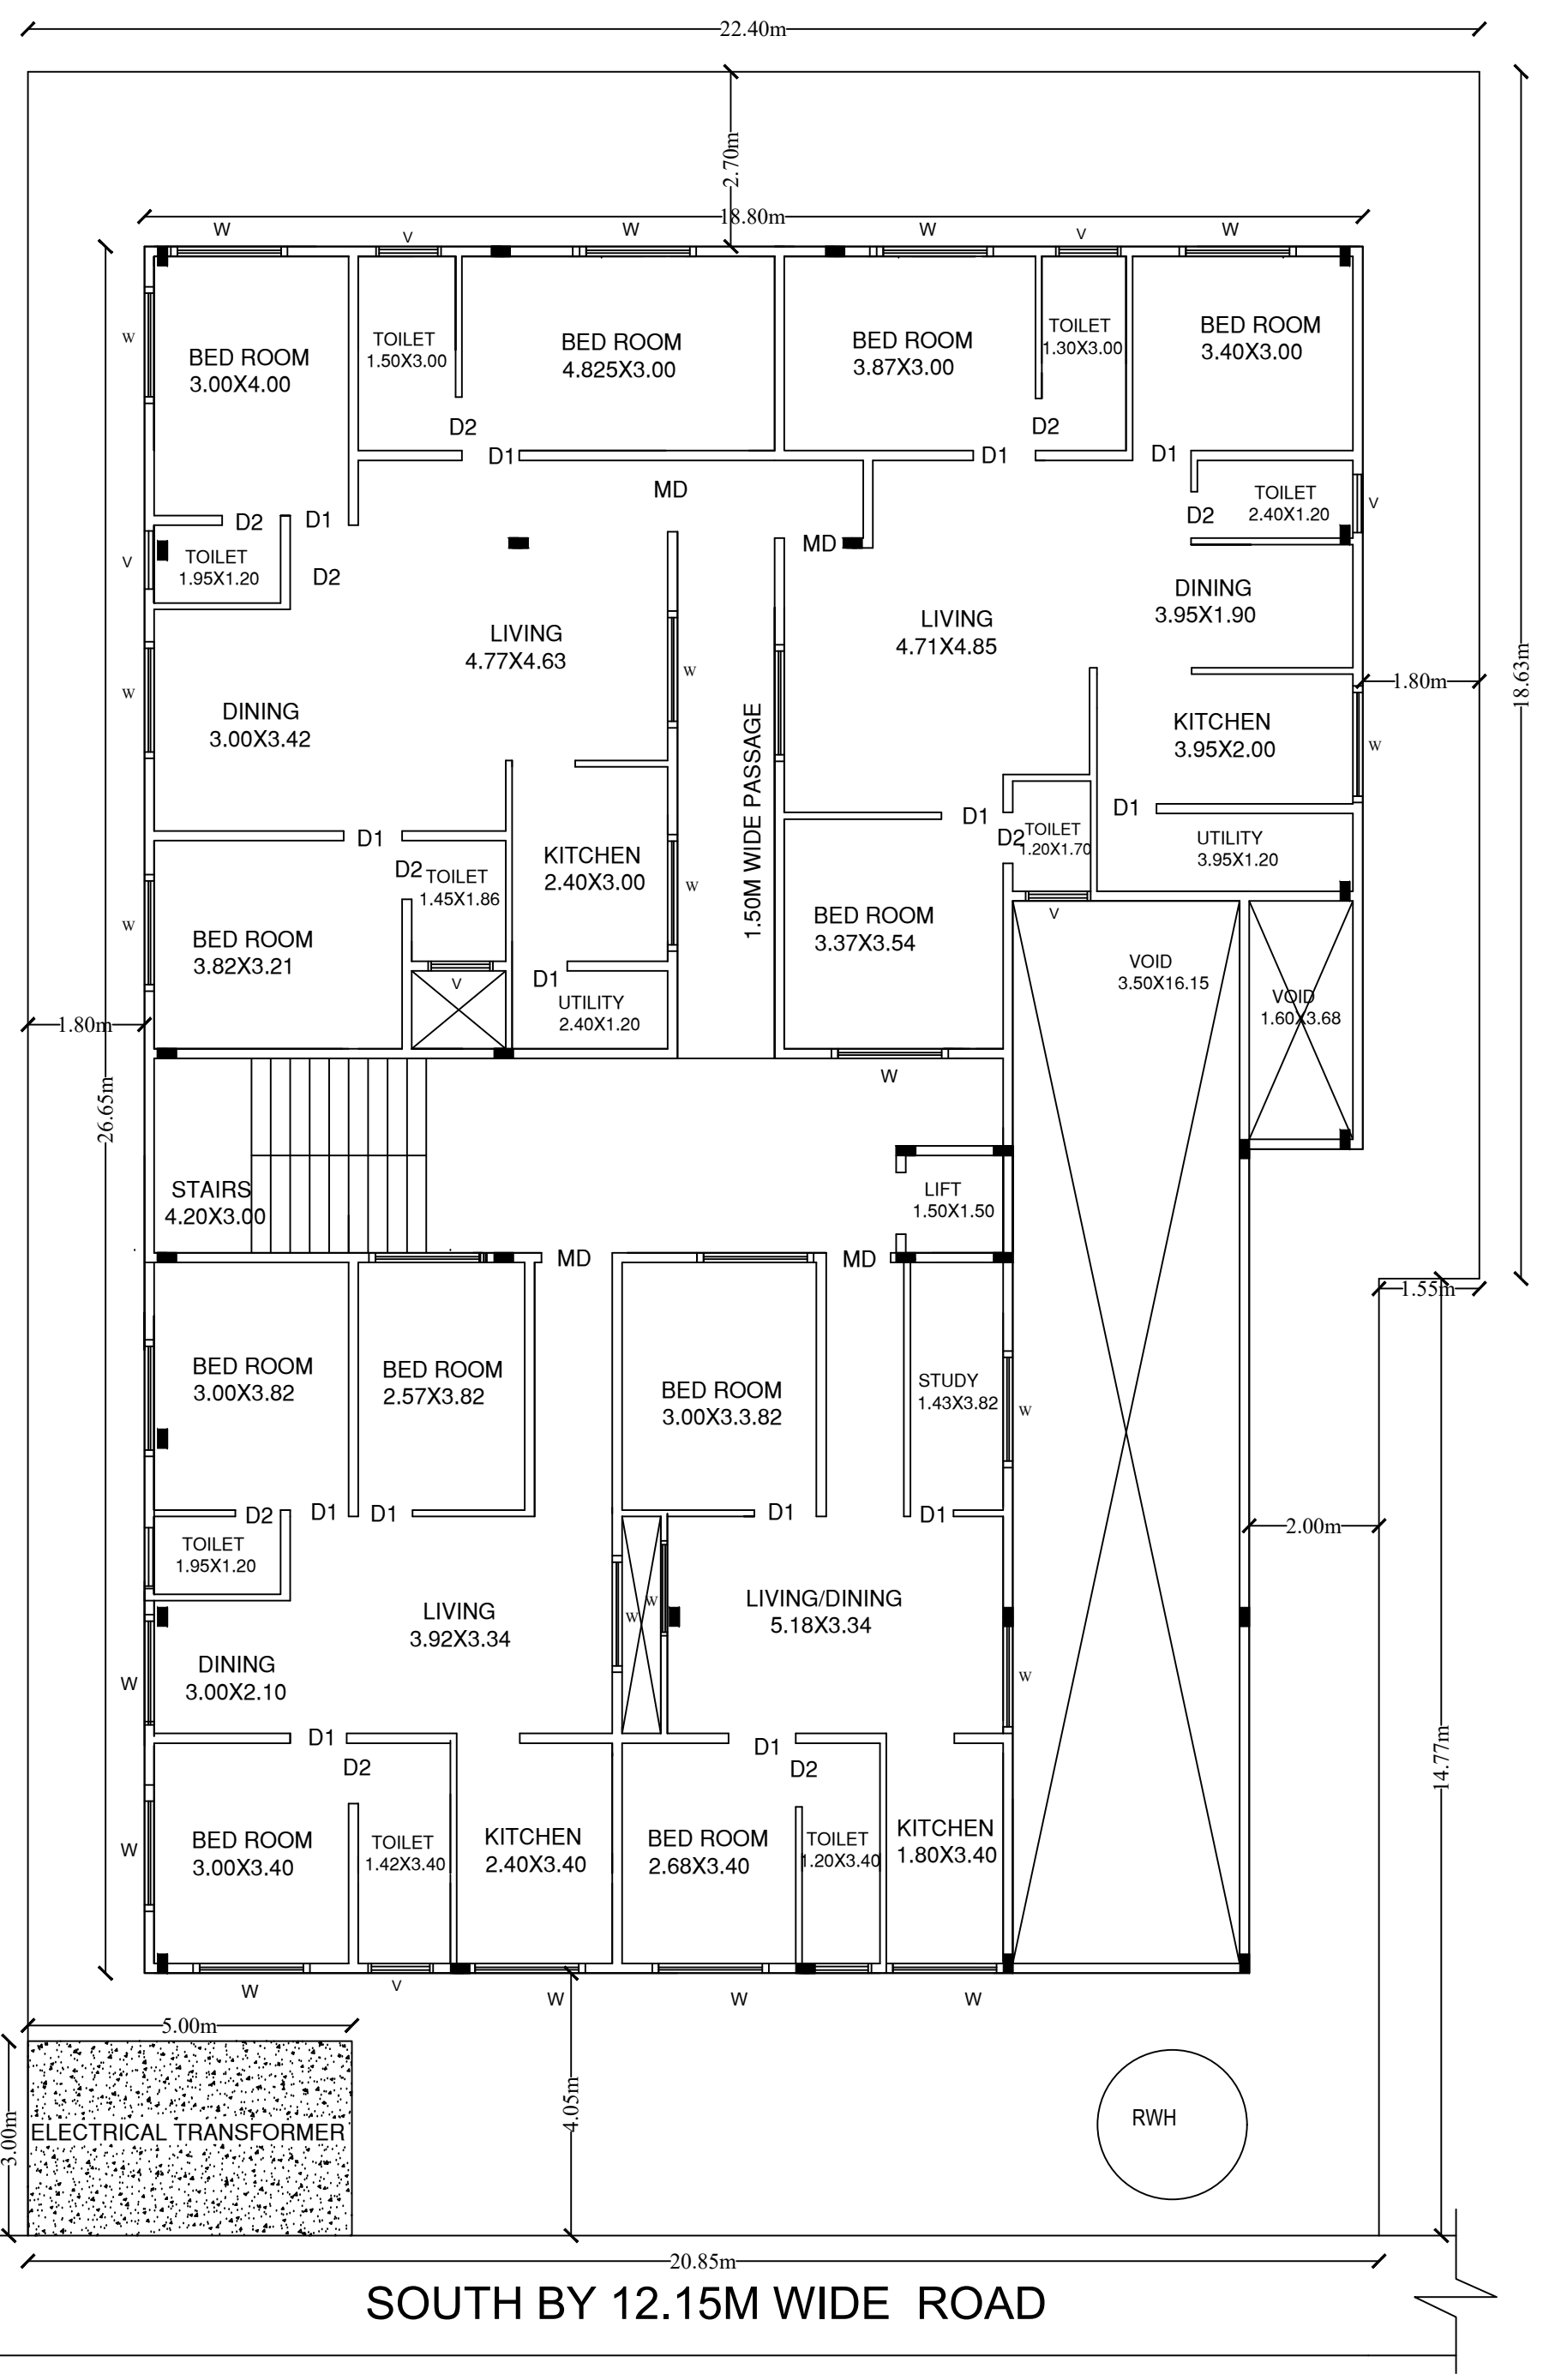 22.40m
2.70m
18.80m
W
V
W
W
V
W
W
BED ROOM
3.00X4.00
TOILET
1.50X3.00
BED ROOM
4.825X3.00
BED ROOM
3.87X3.00
TOILET
1.30X3.00
BED ROOM
3.40X3.00
D2
D1
D2
D1
D1
MD
D2
D1
MD
TOILET
2.40X1.20
D2
V
V
TOILET
1.95X1.20
D2
LIVING
4.77X4.63
LIVING
4.71X4.85
DINING
3.95X1.90
W
W
1.80m
18.63m
DINING
3.00X3.42
1.50M WIDE PASSAGE
KITCHEN
3.95X2.00
W
D1
D2
TOILET
1.45X1.86
KITCHEN
2.40X3.00
W
D1
D2
TOILET
1.20X1.70
D1
UTILITY
3.95X1.20
W
BED ROOM
3.82X3.21
V
D1
UTILITY
2.40X1.20
BED ROOM
3.37X3.54
V
VOID
3.50X16.15
VOID
1.60X3.68
1.80m
26.65m
W
STAIRS
4.20X3.00
LIFT
1.50X1.50
MD
MD
1.55m
BED ROOM
3.00X3.82
BED ROOM
2.57X3.82
BED ROOM
3.00X3.3.82
STUDY
1.43X3.82
W
D2
D1
D1
D1
D1
2.00m
TOILET
1.95X1.20
LIVING
3.92X3.34
W
W
LIVING/DINING
5.18X3.34
W
DINING
3.00X2.10
W
D1
D2
D1
D2
14.77m
BED ROOM
3.00X3.40
W
TOILET
1.42X3.40
KITCHEN
2.40X3.40
BED ROOM
2.68X3.40
TOILET
1.20X3.40
KITCHEN
1.80X3.40
W
V
W
W
W
5.00m
3.00m
ELECTRICAL TRANSFORMER
4.05m
RWH
20.85m
SOUTH BY 12.15M WIDE ROAD